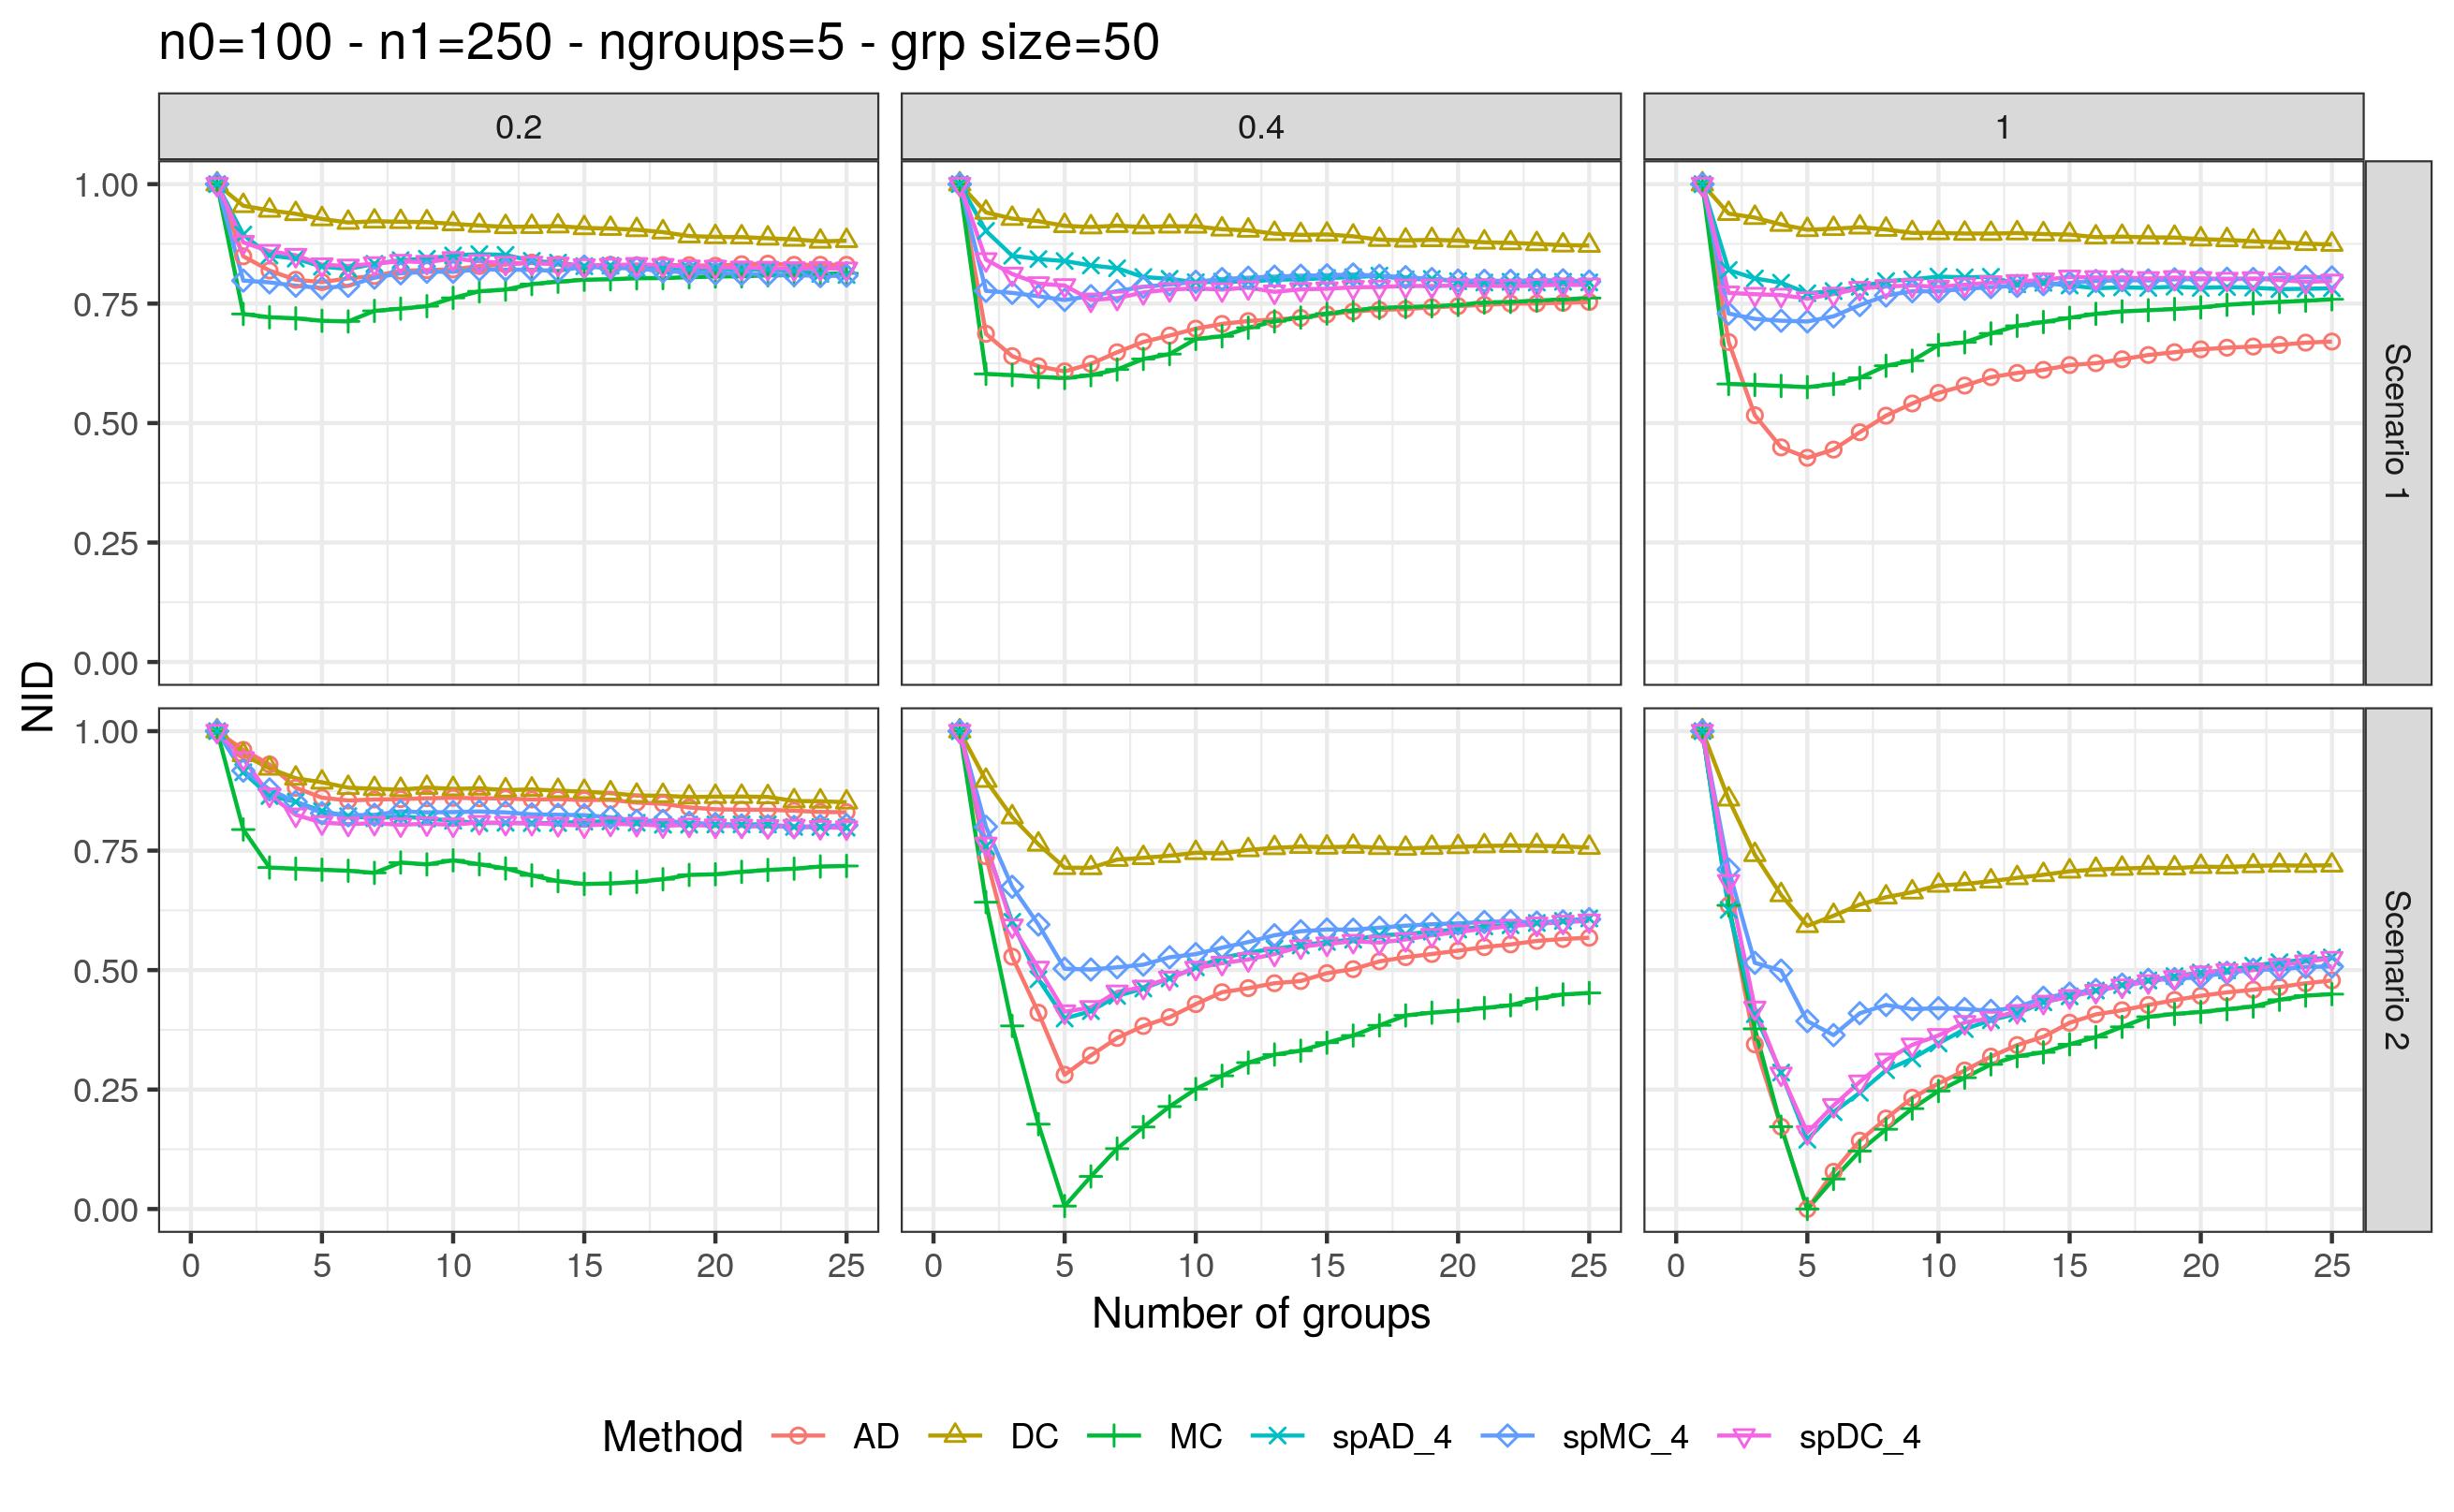 n0=100 - n1=250 - ngroups=5 - grp size=50
0.2 0.4 1
1.00
0.75
0.50
0.25
0.00
Scenario 1
NID
1.00
0.75
0.50
0.25
0.00
Scenario 2
0 5 10 15 20 25 0 5 10 15 20 25 0 5 10 15 20 25
Number of groups
Method AD DC MC spAD_4 spMC_4 spDC_4